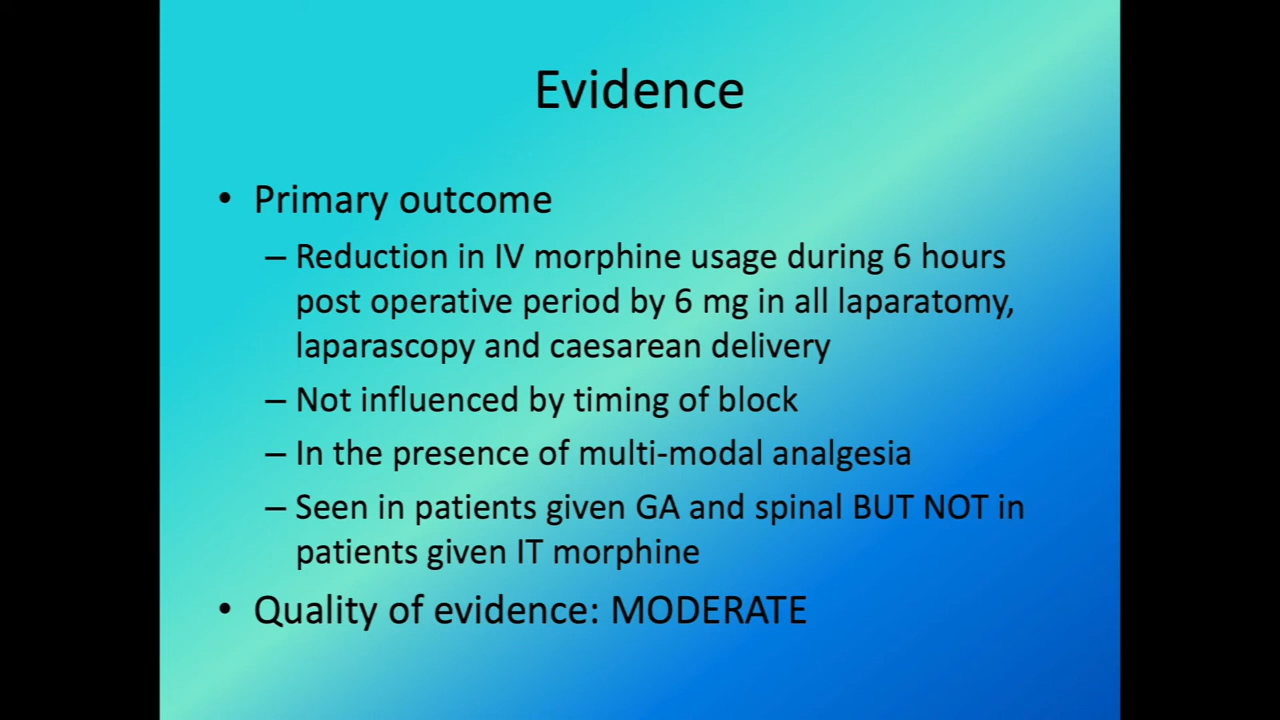 Evidence
• Primary outcome
– Reduction in IV morphine usage during 6 hours
post operative period by 6 mg in all laparatomy,
laparascopy and caesarean delivery
– Not influenced by timing of block
– In the presence of multi-modal analgesia
– Seen in patients given GA and spinal BUT NOT in
patients given IT morphine
• Quality of evidence: MODERATE